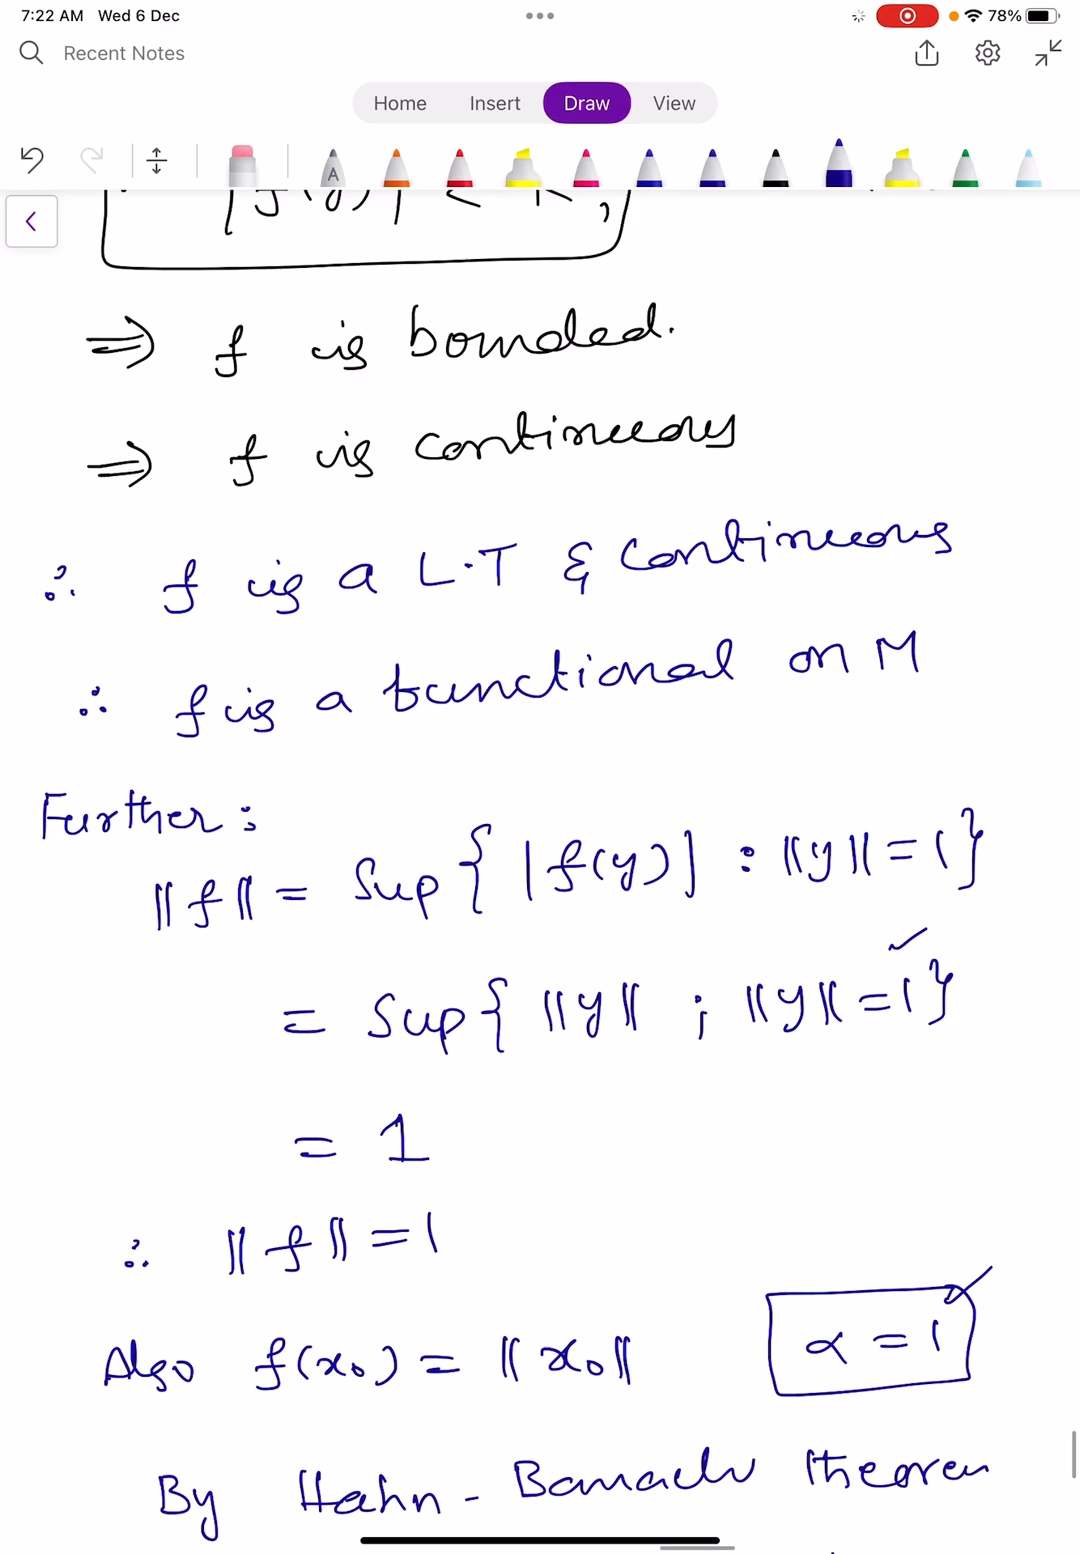 7:22 AM Wed 6 Dec
78%
Recent Notes
Home Insert Draw View
A
|f(y)| < K,
⇒ f is bounded.
⇒ f is continuous
∴ f is a L.T & continuous
∴ f is a functional on M
Further:
||f|| = Sup{ |f(y)| : ||y|| = 1}
= Sup{ ||y|| ; ||y|| = 1}
= 1
∴ ||f|| = 1
Also f(x₀) = ||x₀|| α = 1
By Hahn - Banach theorem